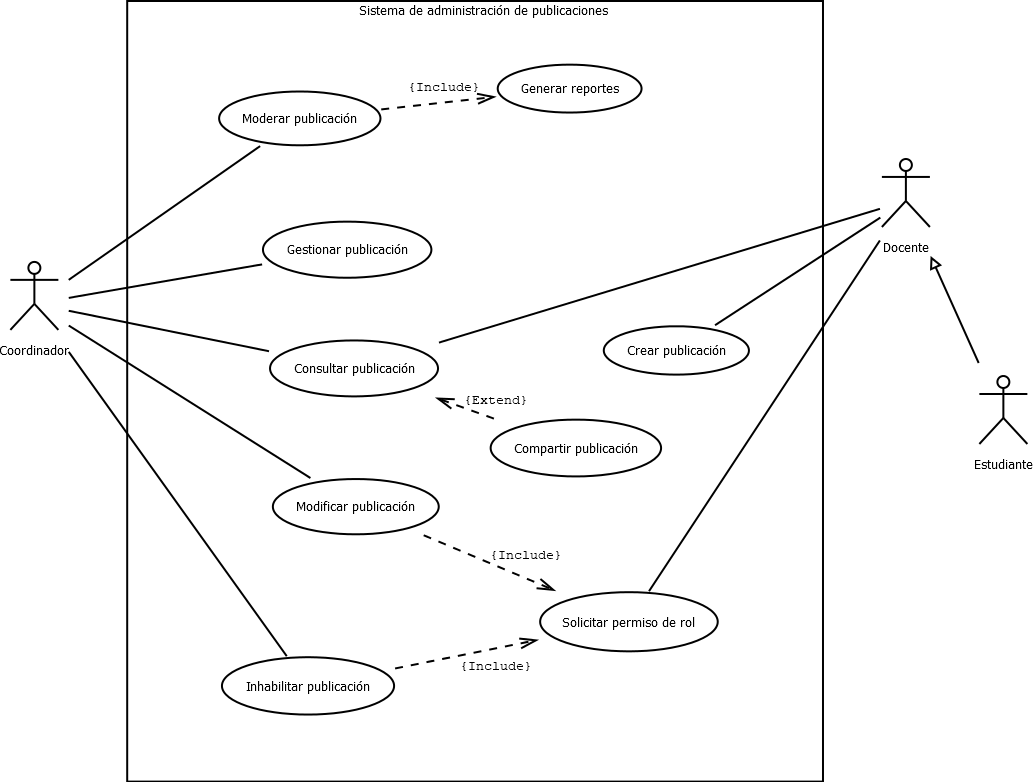 Sistema de administración de publicaciones
{Include}
Generar reportes
Moderar publicación
Docente
Gestionar publicación
Coordinador
Crear publicación
Consultar publicación
{Extend}
Compartir publicación
Estudiante
Modificar publicación
{Include}
Solicitar permiso de rol
{Include}
Inhabilitar publicación